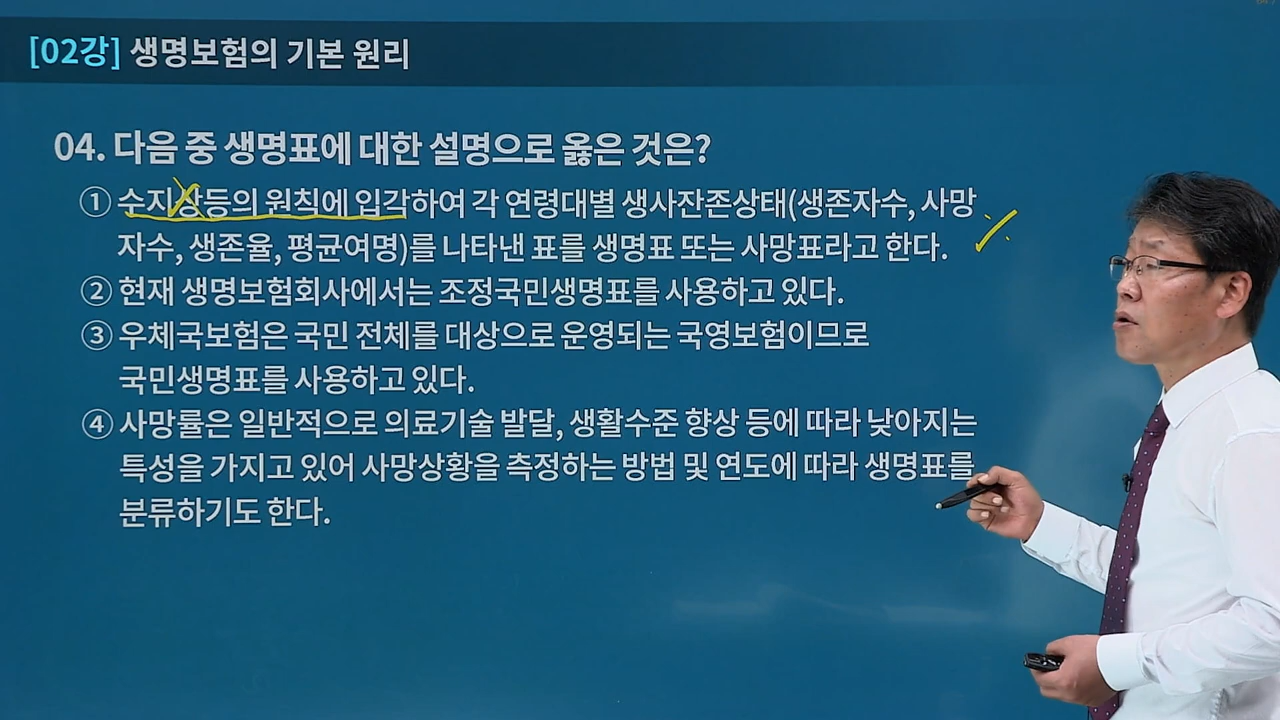 [02강] 생명보험의 기본 원리
04. 다음 중 생명표에 대한 설명으로 옳은 것은?
① 수지상등의 원칙에 입각하여 각 연령대별 생사잔존상태(생존자수, 사망
자수, 생존율, 평균여명)를 나타낸 표를 생명표 또는 사망표라고 한다.
② 현재 생명보험회사에서는 조정국민생명표를 사용하고 있다.
③ 우체국보험은 국민 전체를 대상으로 운영되는 국영보험이므로
국민생명표를 사용하고 있다.
④ 사망률은 일반적으로 의료기술 발달, 생활수준 향상 등에 따라 낮아지는
특성을 가지고 있어 사망상황을 측정하는 방법 및 연도에 따라 생명표를
분류하기도 한다.